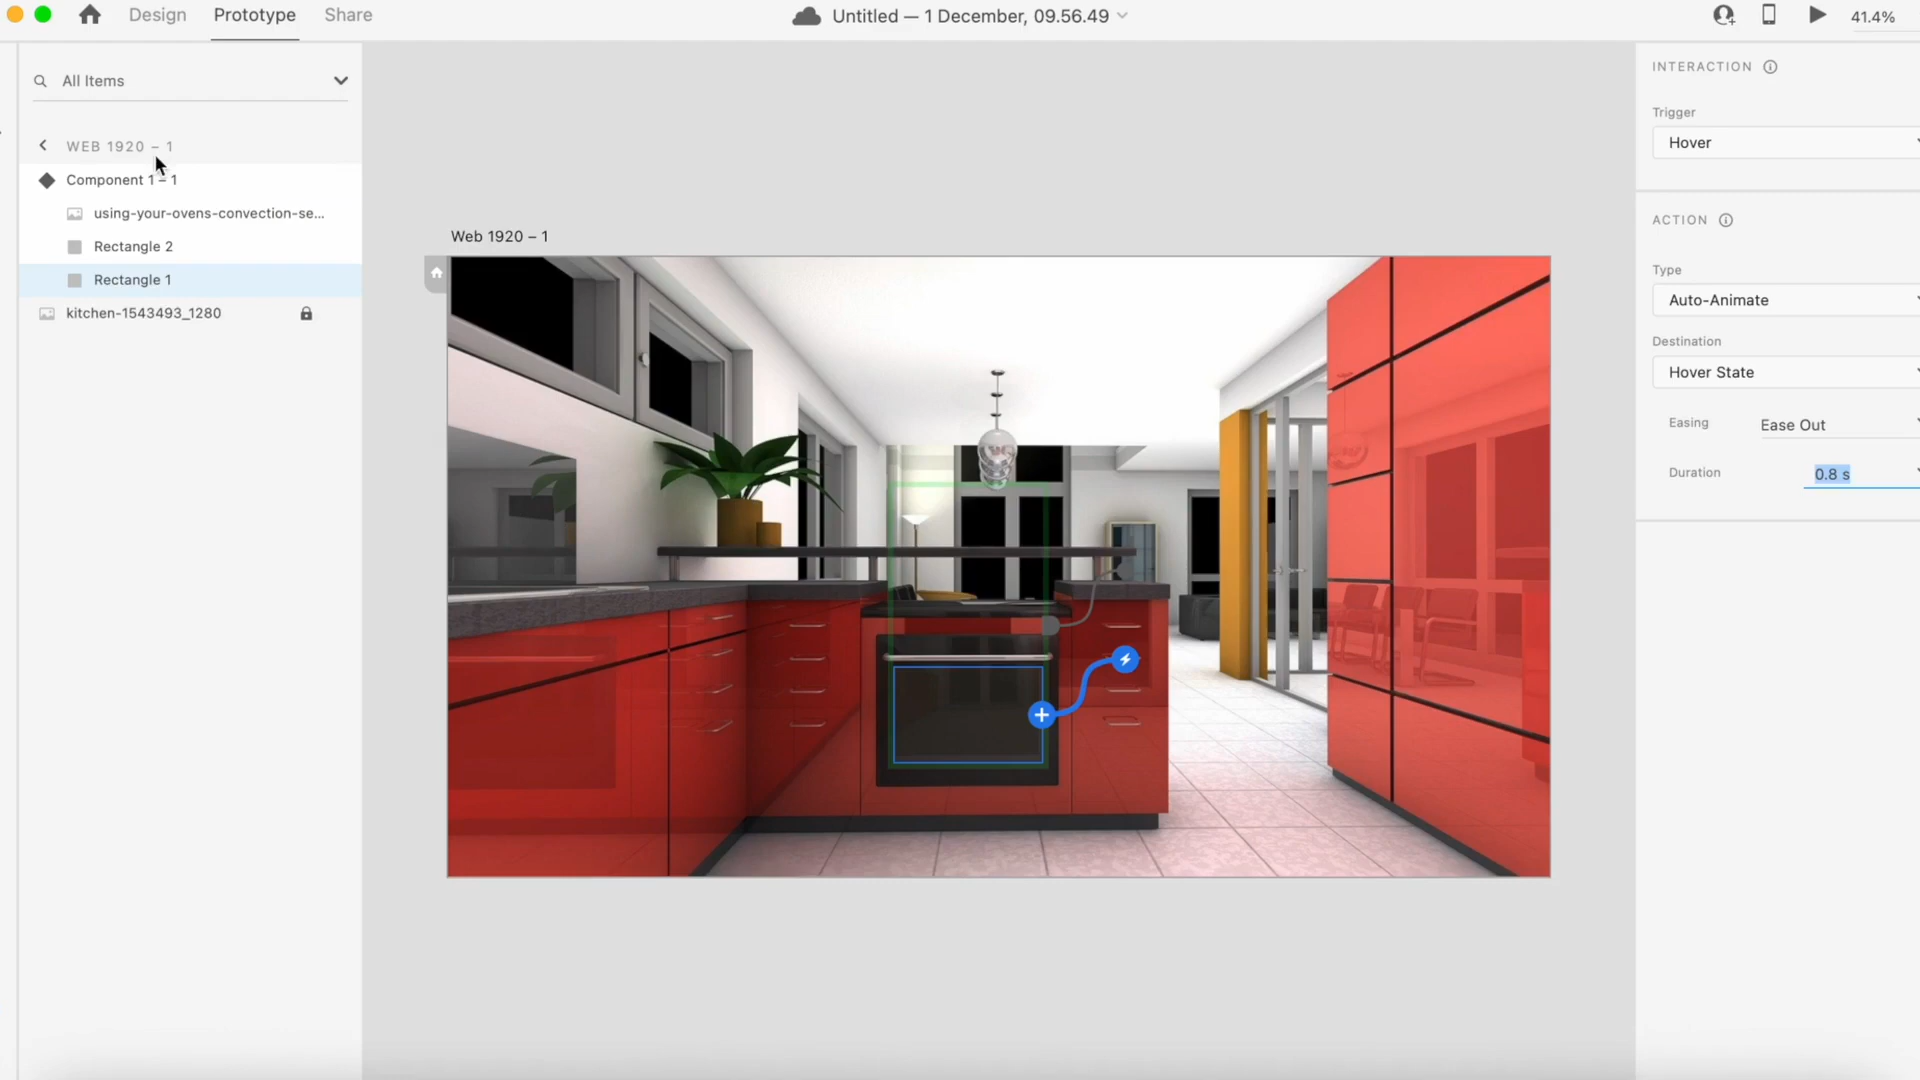 Design Prototype Share
Untitled — 1 December, 09.56.49
41.4%
All Items
WEB 1920 – 1
Component 1 – 1
using-your-ovens-convection-se...
Rectangle 2
Rectangle 1
kitchen-1543493_1280
Web 1920 – 1
INTERACTION
Trigger
Hover
ACTION
Type
Auto-Animate
Destination
Hover State
Easing Ease Out
Duration 0.8 s